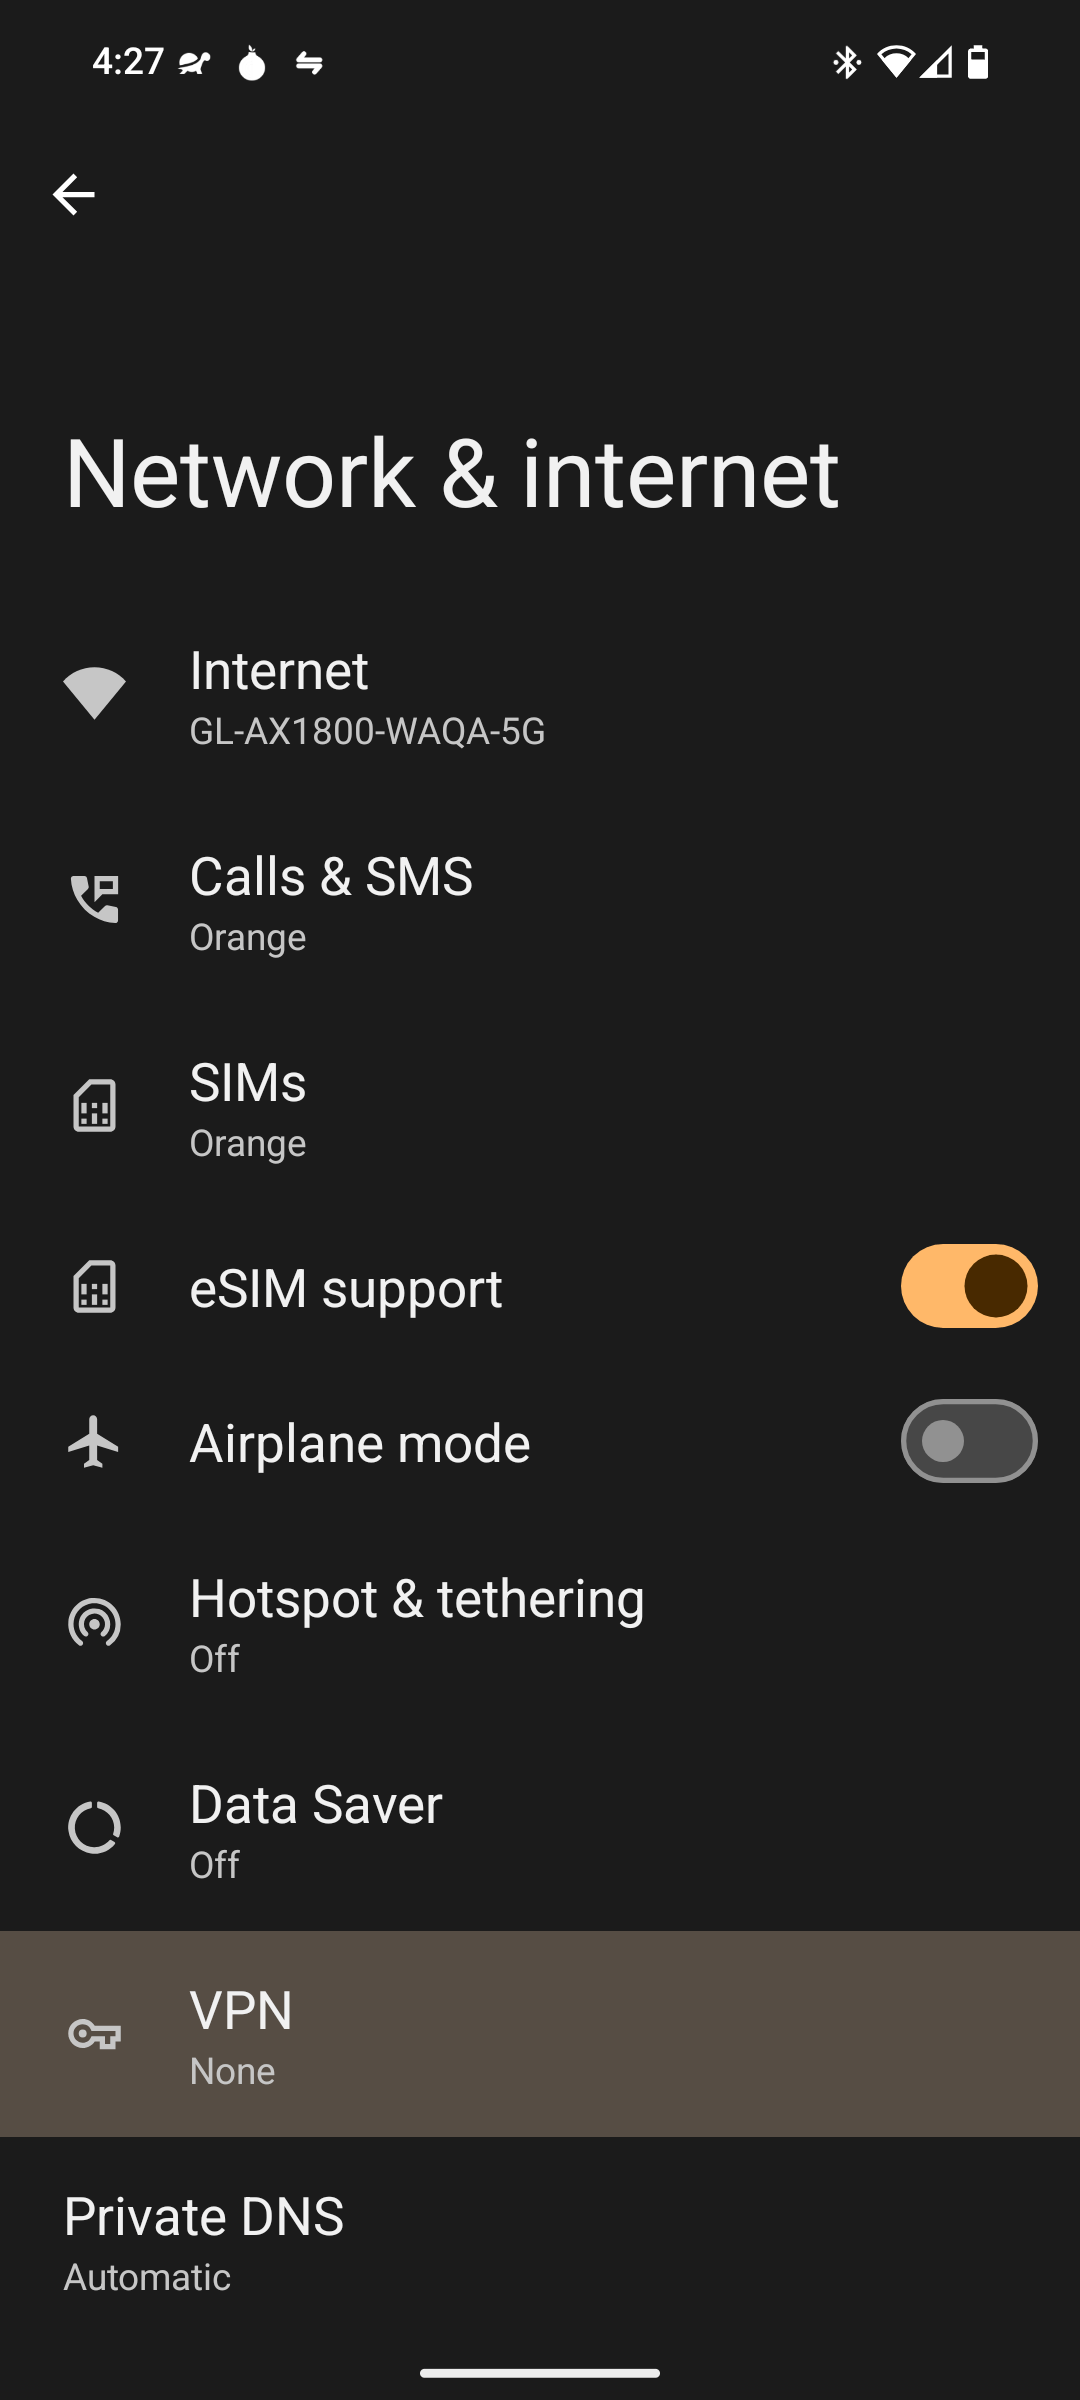 4:27
Network & internet
Internet
GL-AX1800-WAQA-5G
Calls & SMS
Orange
SIMs
Orange
eSIM support
Airplane mode
Hotspot & tethering
Off
Data Saver
Off
VPN
None
Private DNS
Automatic